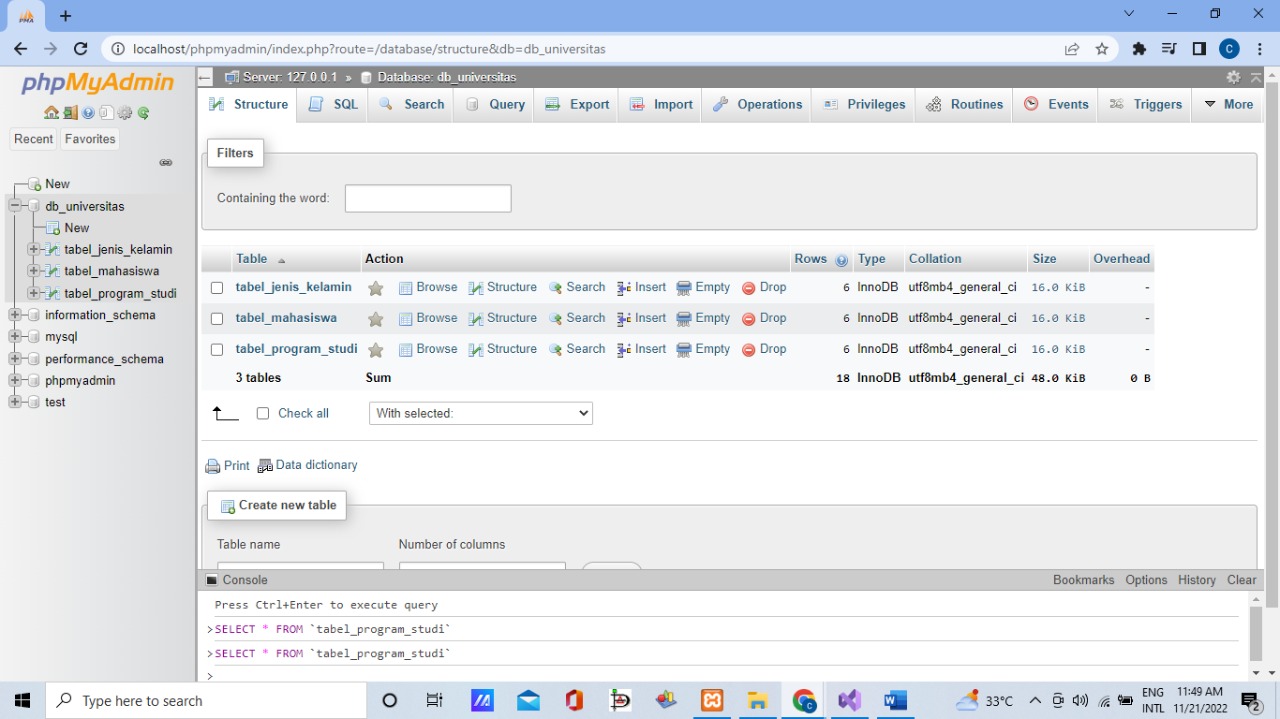 localhost/phpmyadmin/index.php?route=/database/structure&db=db_universitas
C
phpMyAdmin
Recent Favorites
New
db_universitas
New
tabel_jenis_kelamin
tabel_mahasiswa
tabel_program_studi
information_schema
mysql
performance_schema
phpmyadmin
test
Server: 127.0.0.1 » Database: db_universitas
Structure SQL Search Query Export Import Operations Privileges Routines Events Triggers More
Filters
Containing the word:
Table Action Rows Type Collation Size Overhead
tabel_jenis_kelamin Browse Structure Search Insert Empty Drop 6 InnoDB utf8mb4_general_ci 16.0 KiB -
tabel_mahasiswa Browse Structure Search Insert Empty Drop 6 InnoDB utf8mb4_general_ci 16.0 KiB -
tabel_program_studi Browse Structure Search Insert Empty Drop 6 InnoDB utf8mb4_general_ci 16.0 KiB -
3 tables Sum 18 InnoDB utf8mb4_general_ci 48.0 KiB 0 B
Check all With selected:
Print Data dictionary
Create new table
Table name Number of columns
Console Bookmarks Options History Clear
Press Ctrl+Enter to execute query
>SELECT * FROM `tabel_program_studi`
>SELECT * FROM `tabel_program_studi`
>
Type here to search 33°C ENG 11:49 AM
INTL 11/21/2022 2